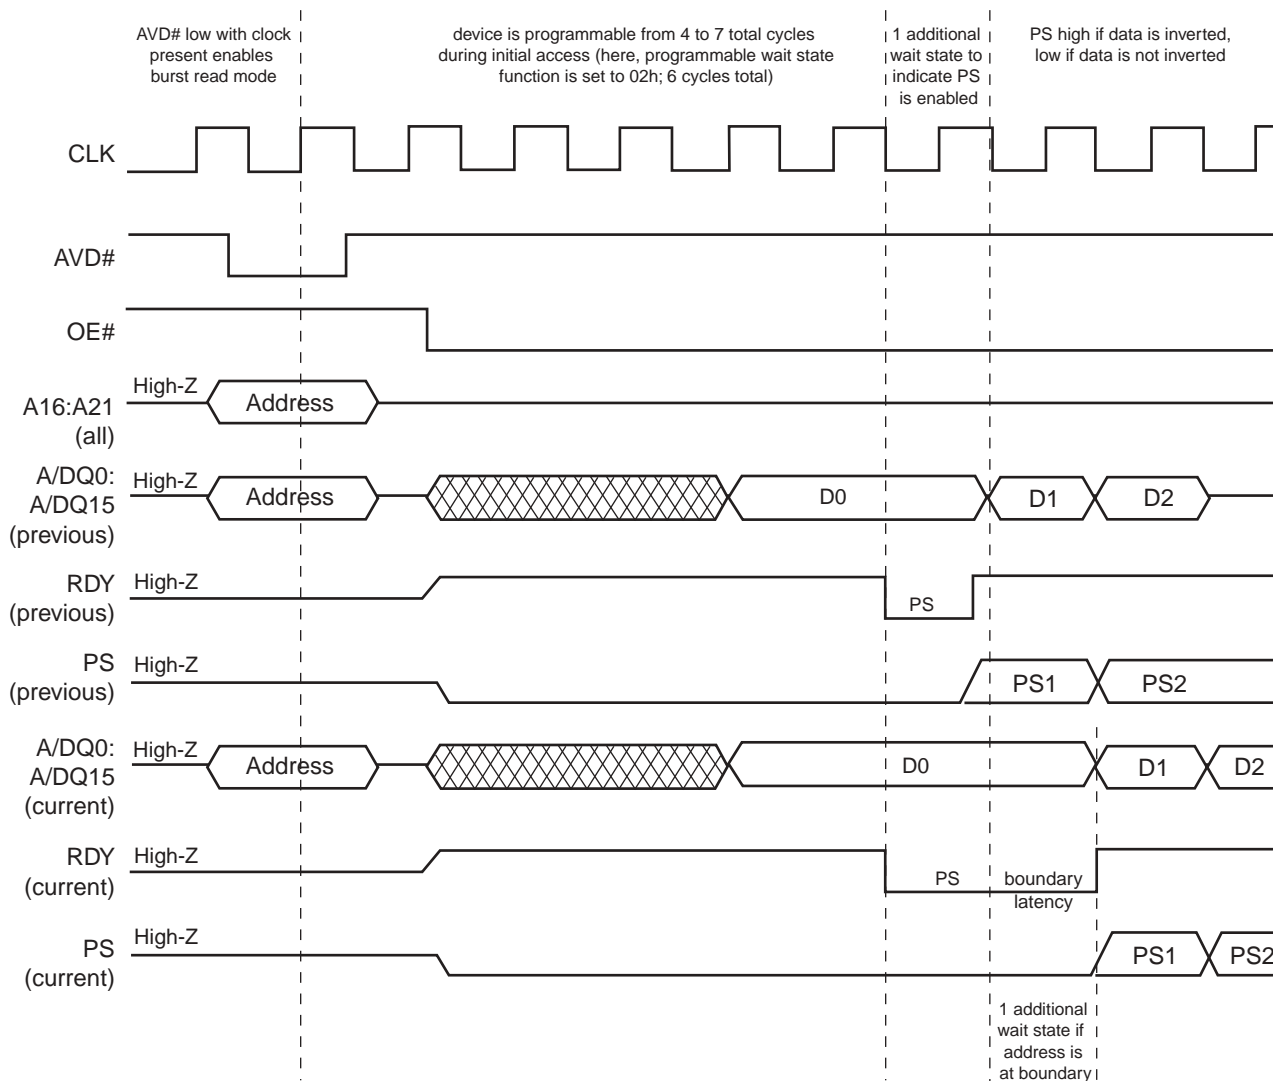 AVD# low with clock
present enables
burst read mode
device is programmable from 4 to 7 total cycles
during initial access (here, programmable wait state
function is set to 02h; 6 cycles total)
1 additional
wait state to
indicate PS
is enabled
PS high if data is inverted,
low if data is not inverted
CLK
AVD#
OE#
A16:A21
(all)
High-Z
Address
A/DQ0:
A/DQ15
(previous)
High-Z
Address
D0
D1
D2
RDY
(previous)
High-Z
PS
PS
(previous)
High-Z
PS1
PS2
A/DQ0:
A/DQ15
(current)
High-Z
Address
D0
D1
D2
RDY
(current)
High-Z
PS
boundary
latency
PS
(current)
High-Z
PS1
PS2
1 additional
wait state if
address is
at boundary